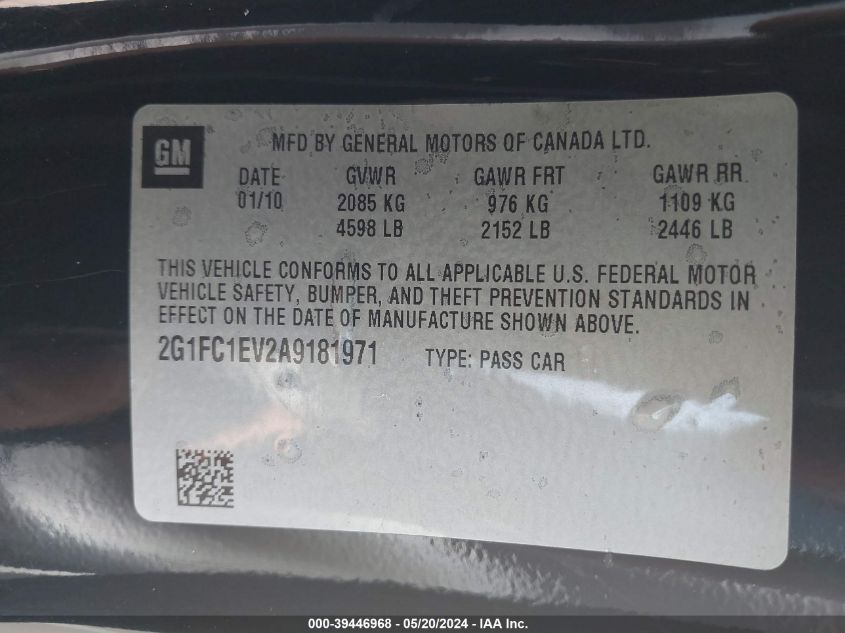 GM
MFD BY GENERAL MOTORS OF CANADA LTD.
DATE GVWR GAWR FRT GAWR RR
01/10 2085 KG 976 KG 1109 KG
4598 LB 2152 LB 2446 LB
THIS VEHICLE CONFORMS TO ALL APPLICABLE U.S. FEDERAL MOTOR
VEHICLE SAFETY, BUMPER, AND THEFT PREVENTION STANDARDS IN
EFFECT ON THE DATE OF MANUFACTURE SHOWN ABOVE.
2G1FC1EV2A9181971 TYPE: PASS CAR
000-39446968 - 05/20/2024 - IAA Inc.